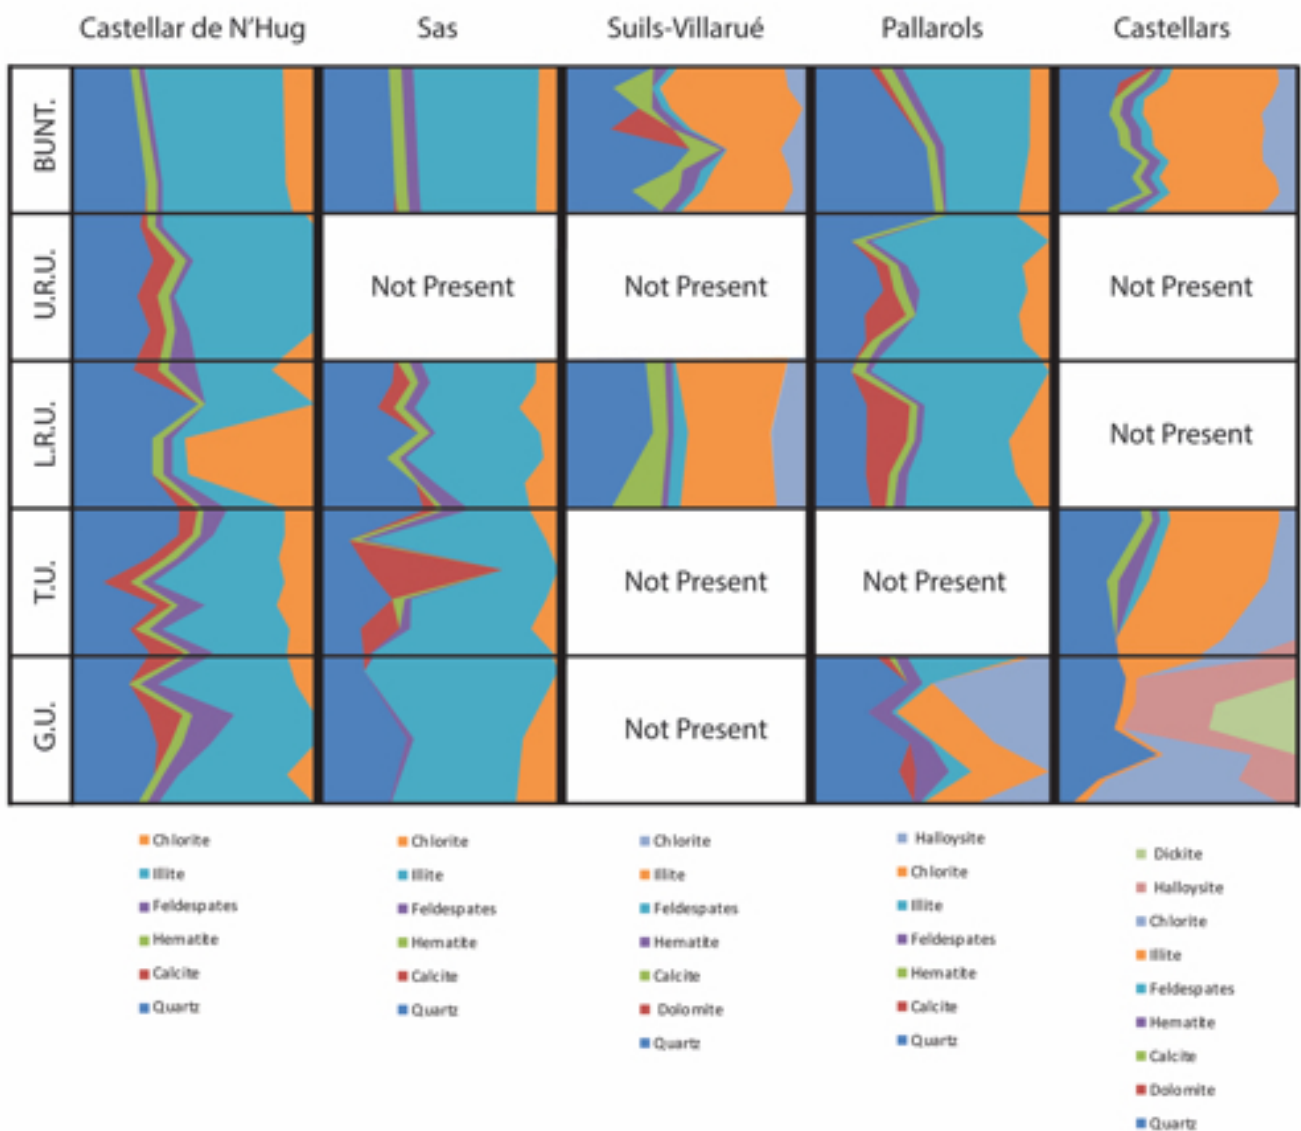 Castellar de N'Hug
Sas
Suils-Villarué
Pallarols
Castellars
BUNT.
U.R.U.
Not Present
Not Present
Not Present
L.R.U.
Not Present
T.U.
Not Present
Not Present
G.U.
Not Present
Chlorite
Illite
Feldespates
Hematite
Calcite
Quartz
Chlorite
Illite
Feldespates
Hematite
Calcite
Quartz
Chlorite
Illite
Feldespates
Hematite
Calcite
Dolomite
Quartz
Halloysite
Chlorite
Illite
Feldespates
Hematite
Calcite
Quartz
Dickite
Halloysite
Chlorite
Illite
Feldespates
Hematite
Calcite
Dolomite
Quartz